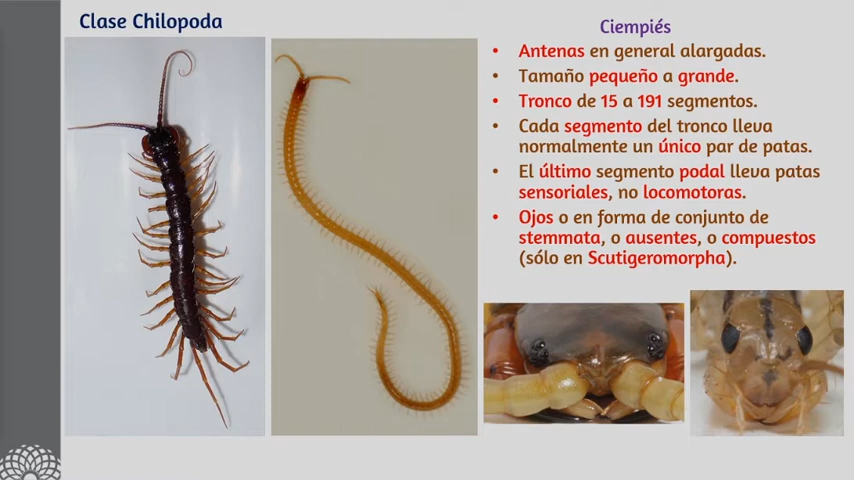 Clase Chilopoda
Ciempiés
• Antenas en general alargadas.
• Tamaño pequeño a grande.
• Tronco de 15 a 191 segmentos.
• Cada segmento del tronco lleva
normalmente un único par de patas.
• El último segmento podal lleva patas
sensoriales, no locomotoras.
• Ojos o en forma de conjunto de
stemmata, o ausentes, o compuestos
(sólo en Scutigeromorpha).